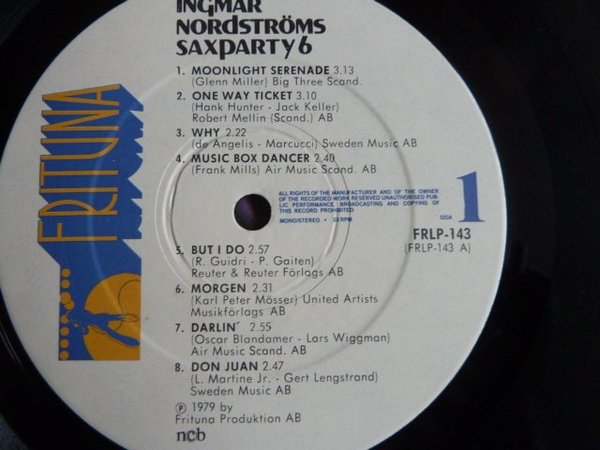 INGMAR
NORDSTRÖMS
SAXPARTY 6
1. MOONLIGHT SERENADE 3.13
(Glenn Miller) Big Three Scand.
2. ONE WAY TICKET 3.10
(Hank Hunter - Jack Keller)
Robert Mellin (Scand.) AB
3. WHY 2.22
(de Angelis - Marcucci) Sweden Music AB
4. MUSIC BOX DANCER 2.40
(Frank Mills) Air Music Scand. AB
FRITUNA
ALL RIGHTS OF THE MANUFACTURER AND OF THE OWNER
OF THE RECORDED WORK RESERVED UNAUTHORISED PUB-
LIC PERFORMANCE, BROADCASTING AND COPYING OF
THIS RECORD PROHIBITED
MONO/STEREO • 33 RPM
SIDA 1
FRLP-143
(FRLP-143 A)
5. BUT I DO 2.57
(R. Guidri - P. Gaiten)
Reuter & Reuter Förlags AB
6. MORGEN 2.31
(Karl Peter Mösser) United Artists
Musikförlags AB
7. DARLIN´ 2.55
(Oscar Blandamer - Lars Wiggman)
Air Music Scand. AB
8. DON JUAN 2.47
(L. Martine Jr. - Gert Lengstrand)
Sweden Music AB
Ⓟ 1979 by
Frituna Produktion AB
ncb